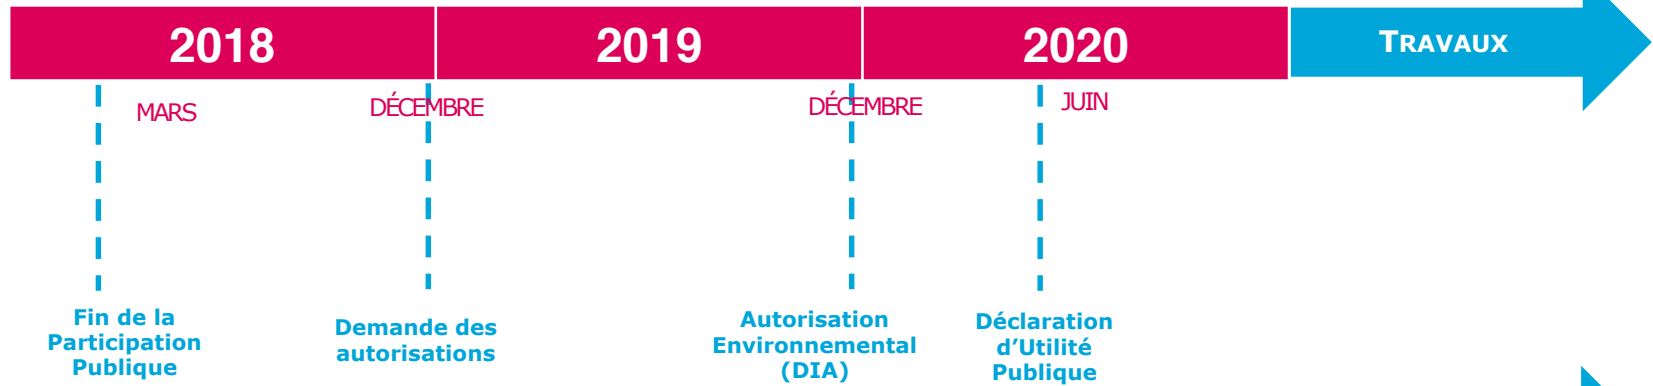 2018 2019 2020 TRAVAUX
MARS DÉCEMBRE DÉCEMBRE JUIN
Fin de la
Participation
Publique
Demande des
autorisations
Autorisation
Environnemental
(DIA)
Déclaration
d’Utilité
Publique